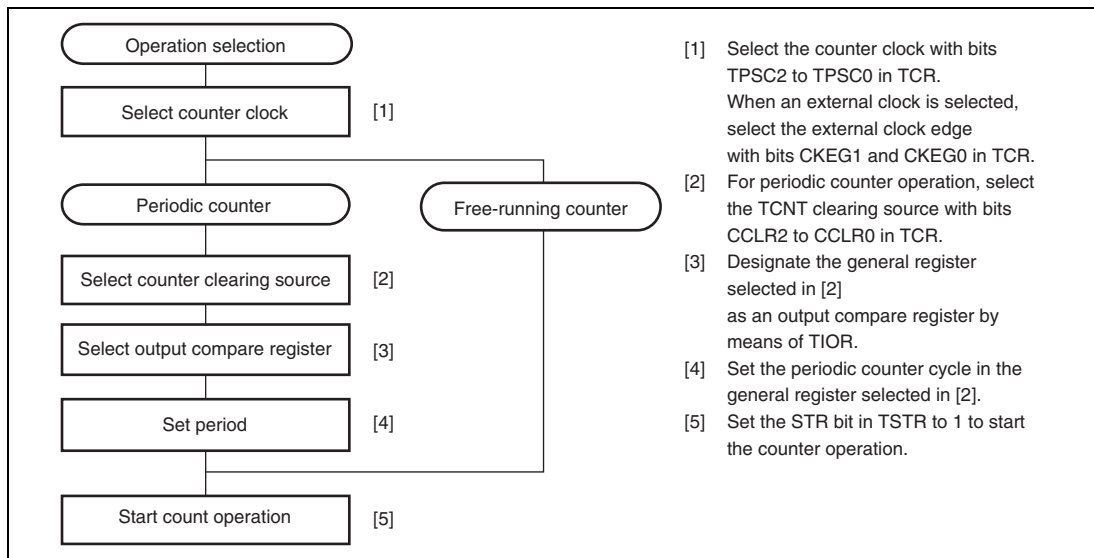 Operation selection
Select counter clock
[1]
Periodic counter
Free-running counter
Select counter clearing source
[2]
Select output compare register
[3]
Set period
[4]
Start count operation
[5]
[1] Select the counter clock with bits
TPSC2 to TPSC0 in TCR.
When an external clock is selected,
select the external clock edge
with bits CKEG1 and CKEG0 in TCR.
[2] For periodic counter operation, select
the TCNT clearing source with bits
CCLR2 to CCLR0 in TCR.
[3] Designate the general register
selected in [2]
as an output compare register by
means of TIOR.
[4] Set the periodic counter cycle in the
general register selected in [2].
[5] Set the STR bit in TSTR to 1 to start
the counter operation.